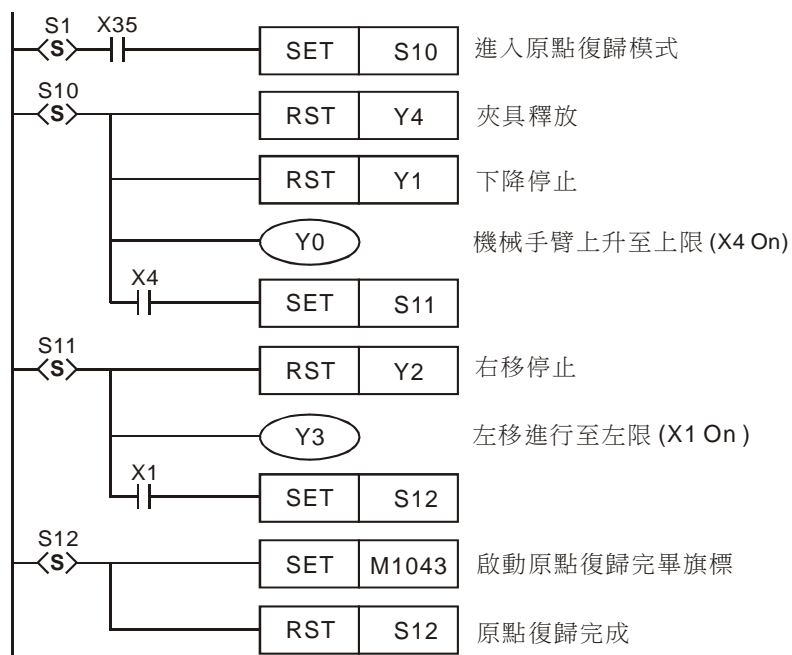 S1 X35
S SET S10 進入原點復歸模式
S10
S RST Y4 夾具釋放
RST Y1 下降停止
Y0 機械手臂上升至上限 (X4 On)
X4
SET S11
S11
S RST Y2 右移停止
Y3 左移進行至左限 (X1 On )
X1
SET S12
S12
S SET M1043 啟動原點復歸完畢旗標
RST S12 原點復歸完成